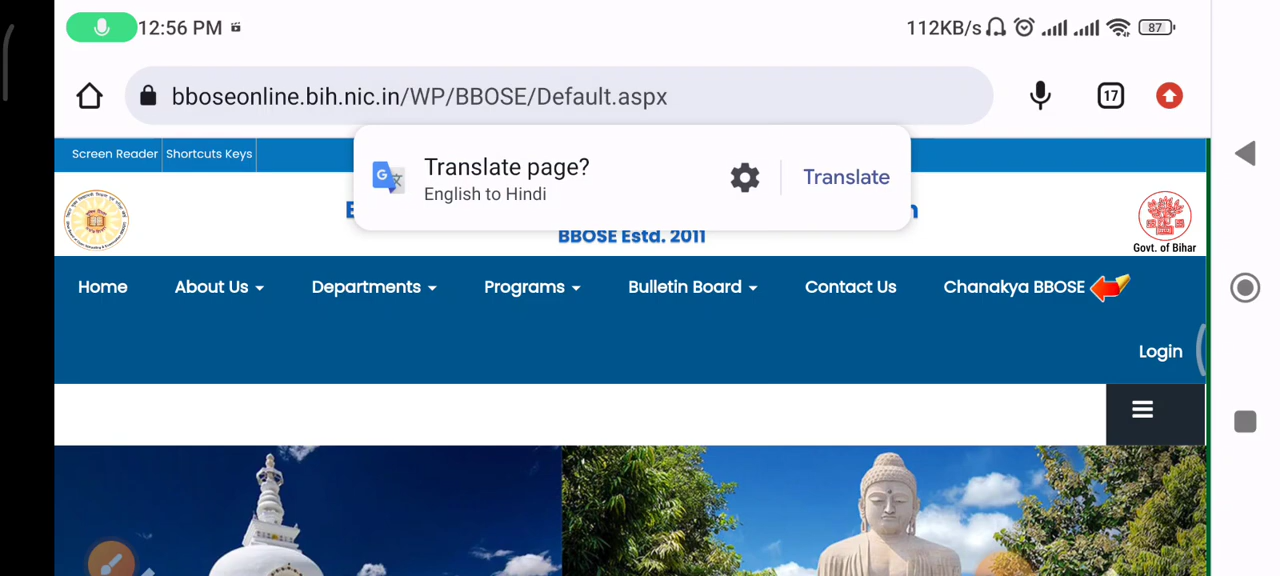 12:56 PM
112KB/s
87
bboseonline.bih.nic.in/WP/BBOSE/Default.aspx
17
Screen Reader
Shortcuts Keys
Translate page?
English to Hindi
Translate
BBOSE Estd. 2011
Govt. of Bihar
Home
About Us
Departments
Programs
Bulletin Board
Contact Us
Chanakya BBOSE
Login